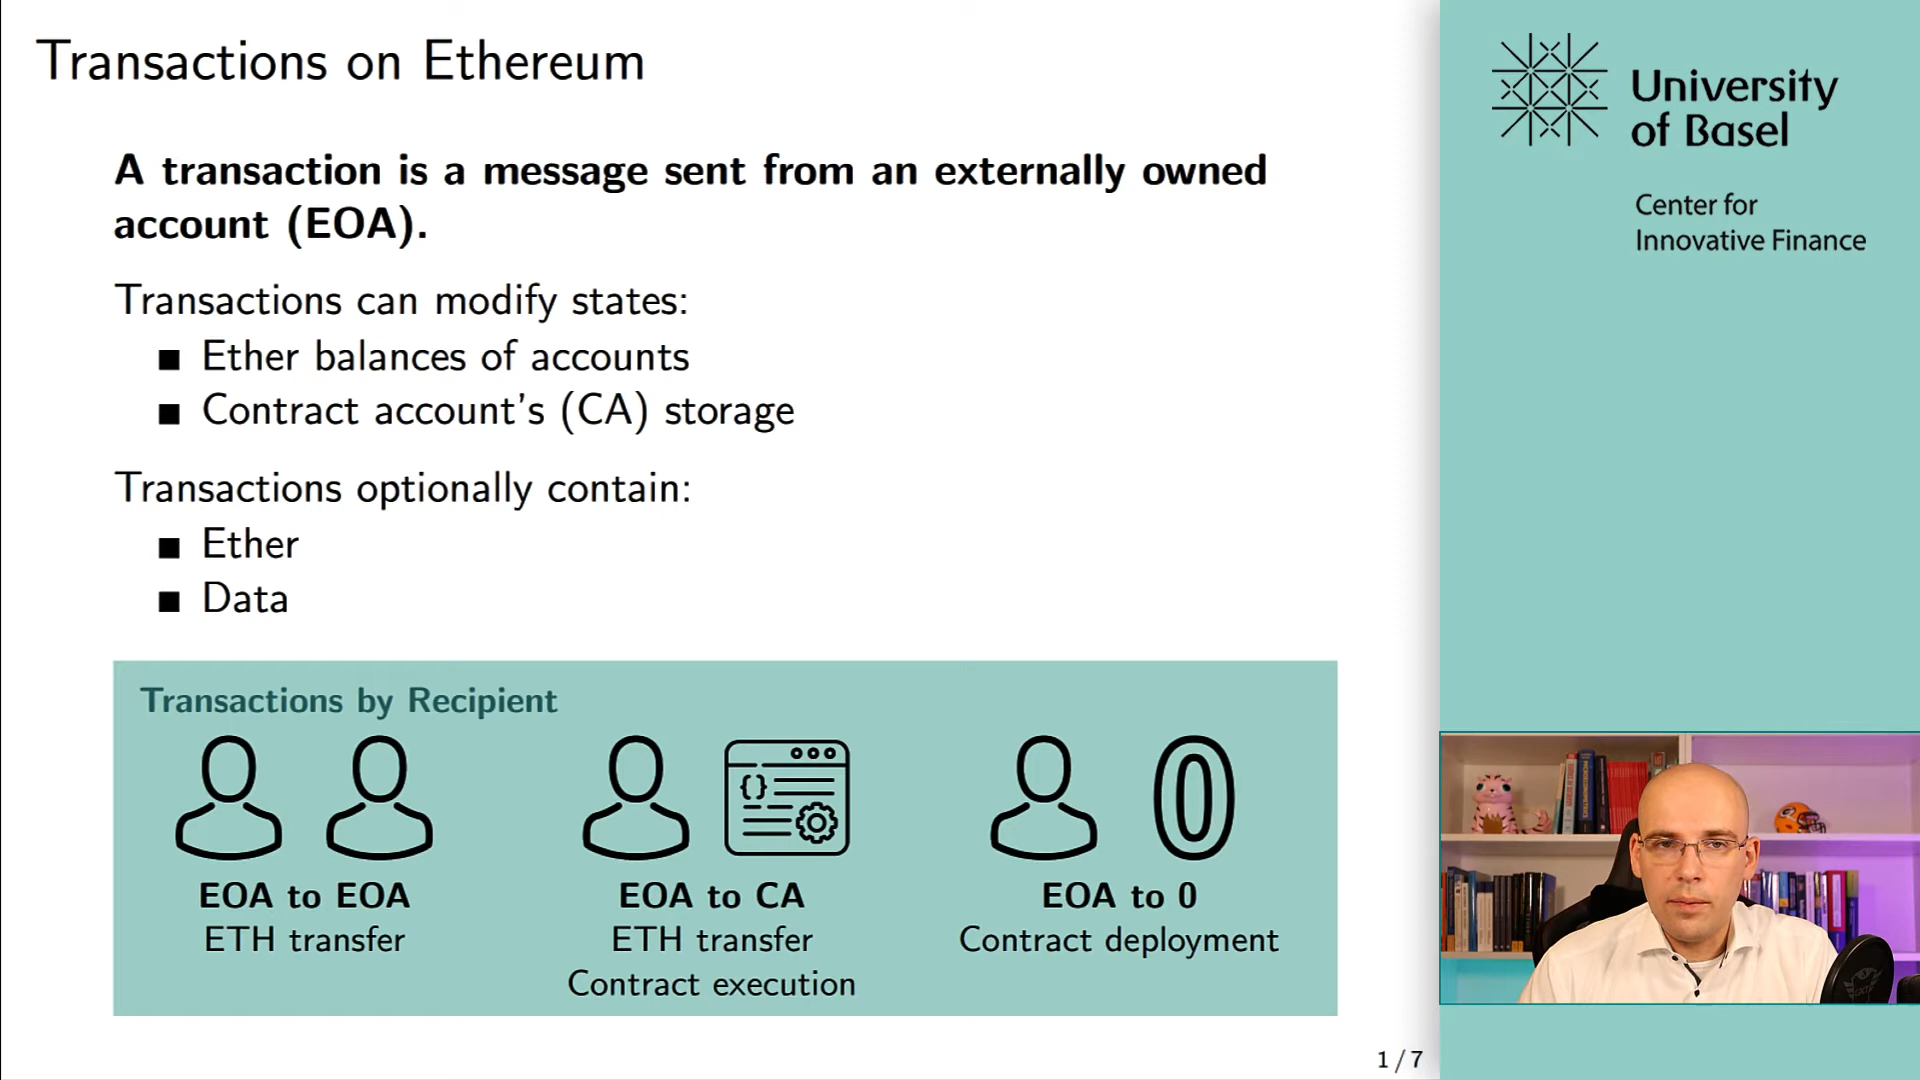 Transactions on Ethereum
A transaction is a message sent from an externally owned
account (EOA).
Transactions can modify states:
■ Ether balances of accounts
■ Contract account's (CA) storage
Transactions optionally contain:
■ Ether
■ Data
Transactions by Recipient
EOA to EOA
ETH transfer
EOA to CA
ETH transfer
Contract execution
0
EOA to 0
Contract deployment
1 / 7
University
of Basel
Center for
Innovative Finance